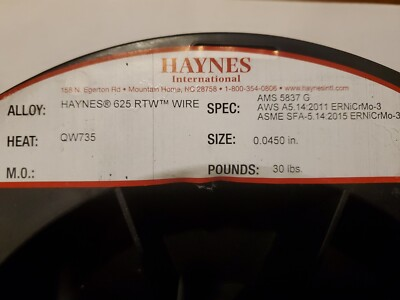 HAYNES
International
158 N. Egerton Rd • Mountain Home, NC 28758 • 1-800-354-0806 • www.haynesintl.com
ALLOY: HAYNES® 625 RTW™ WIRE
SPEC: AMS 5837 G
AWS A5.14:2011 ERNiCrMo-3
ASME SFA-5.14:2015 ERNiCrMo-3
HEAT: QW735
SIZE: 0.0450 in.
M.O.:
POUNDS: 30 lbs.